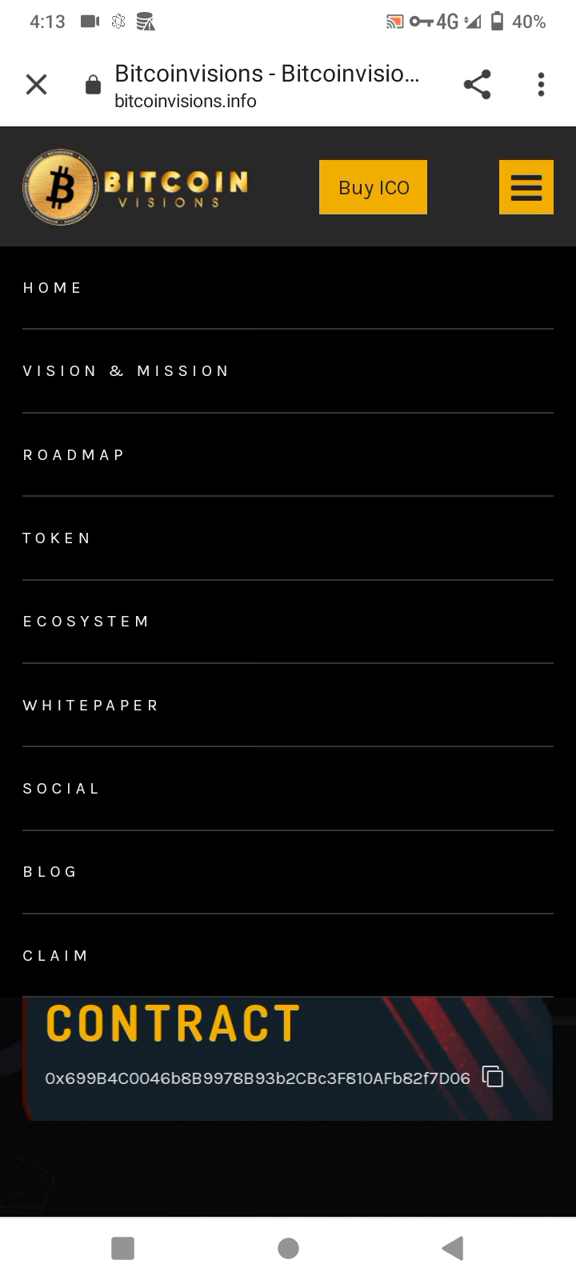 4:13
4G
40%
Bitcoinvisions - Bitcoinvisio...
bitcoinvisions.info
BITCOIN
VISIONS
Buy ICO
HOME
VISION & MISSION
ROADMAP
TOKEN
ECOSYSTEM
WHITEPAPER
SOCIAL
BLOG
CLAIM
CONTRACT
0x699B4C0046b8B9978B93b2CBc3F810AFb82f7D06